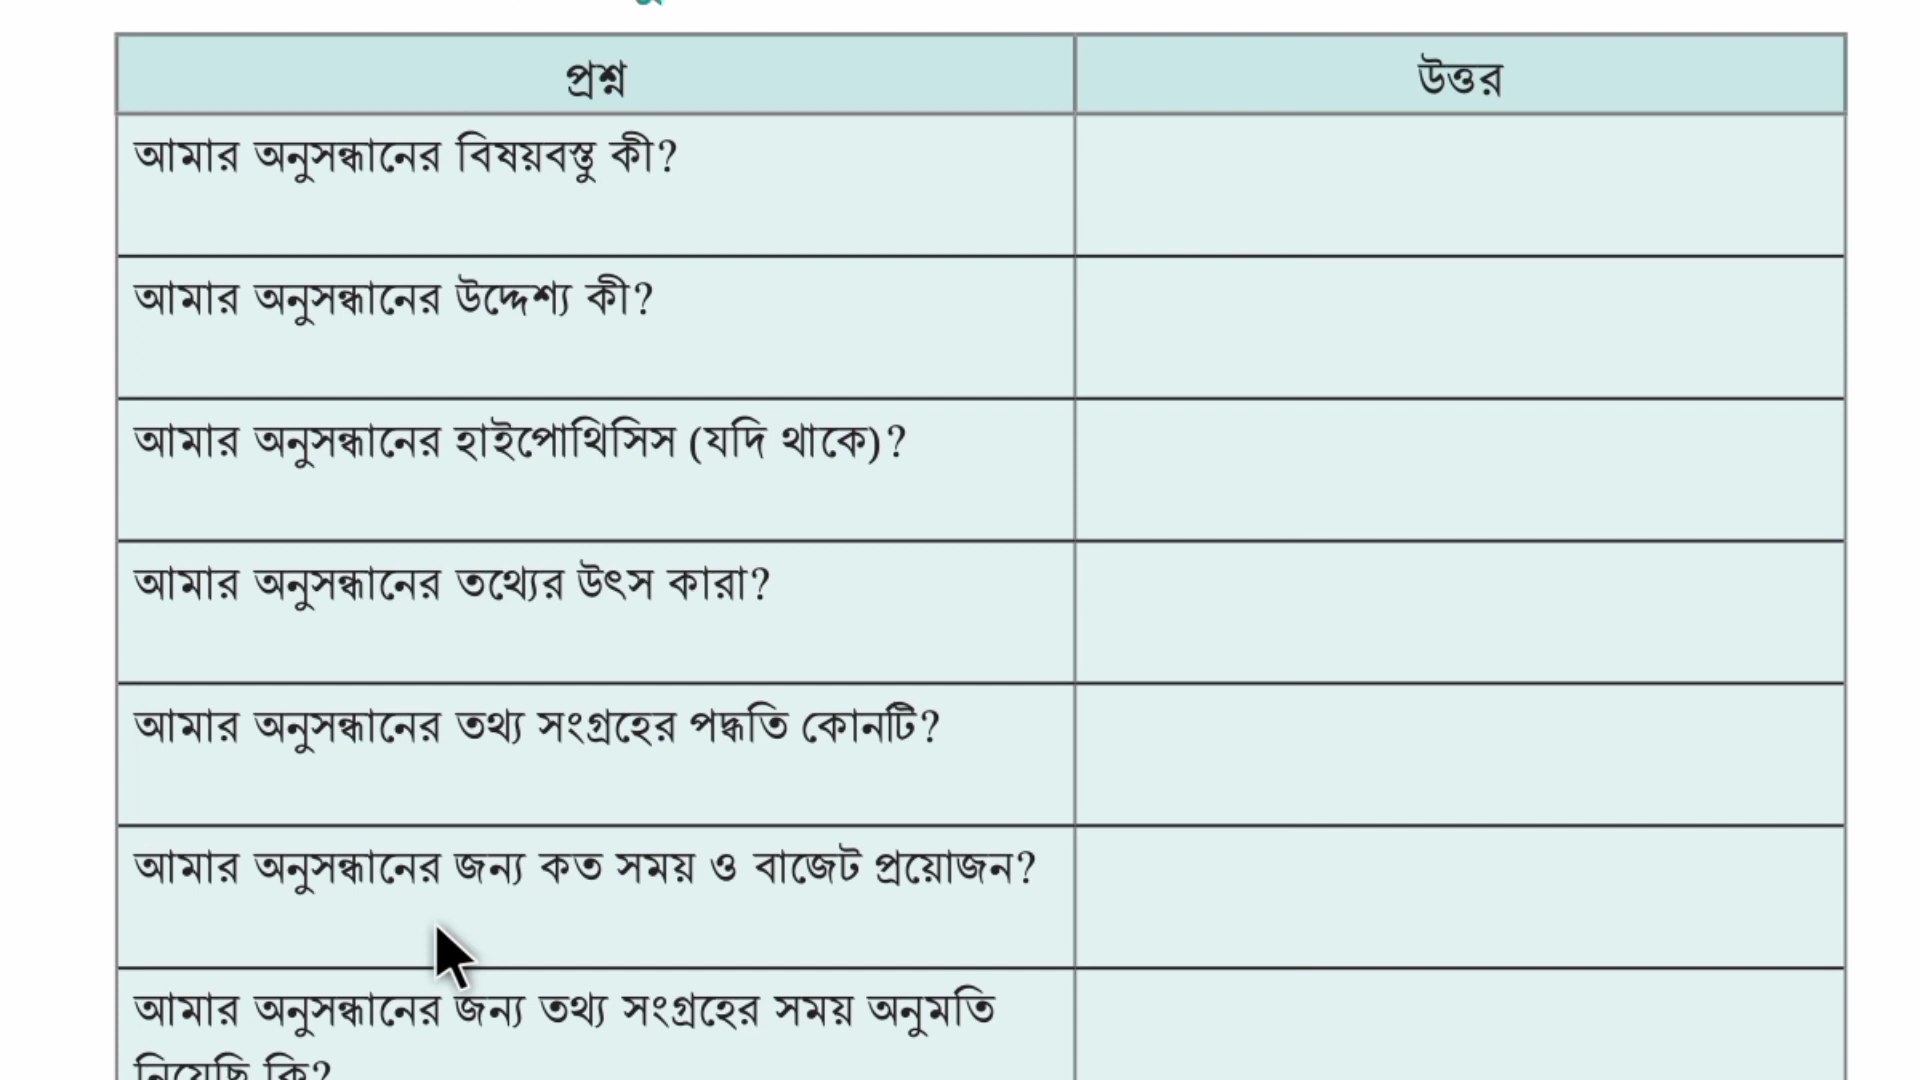 প্রশ্ন
উত্তর
আমার অনুসন্ধানের বিষয়বস্তু কী?
আমার অনুসন্ধানের উদ্দেশ্য কী?
আমার অনুসন্ধানের হাইপোথিসিস (যদি থাকে)?
আমার অনুসন্ধানের তথ্যের উৎস কারা?
আমার অনুসন্ধানের তথ্য সংগ্রহের পদ্ধতি কোনটি?
আমার অনুসন্ধানের জন্য কত সময় ও বাজেট প্রয়োজন?
আমার অনুসন্ধানের জন্য তথ্য সংগ্রহের সময় অনুমতি
নিয়েছি কি?